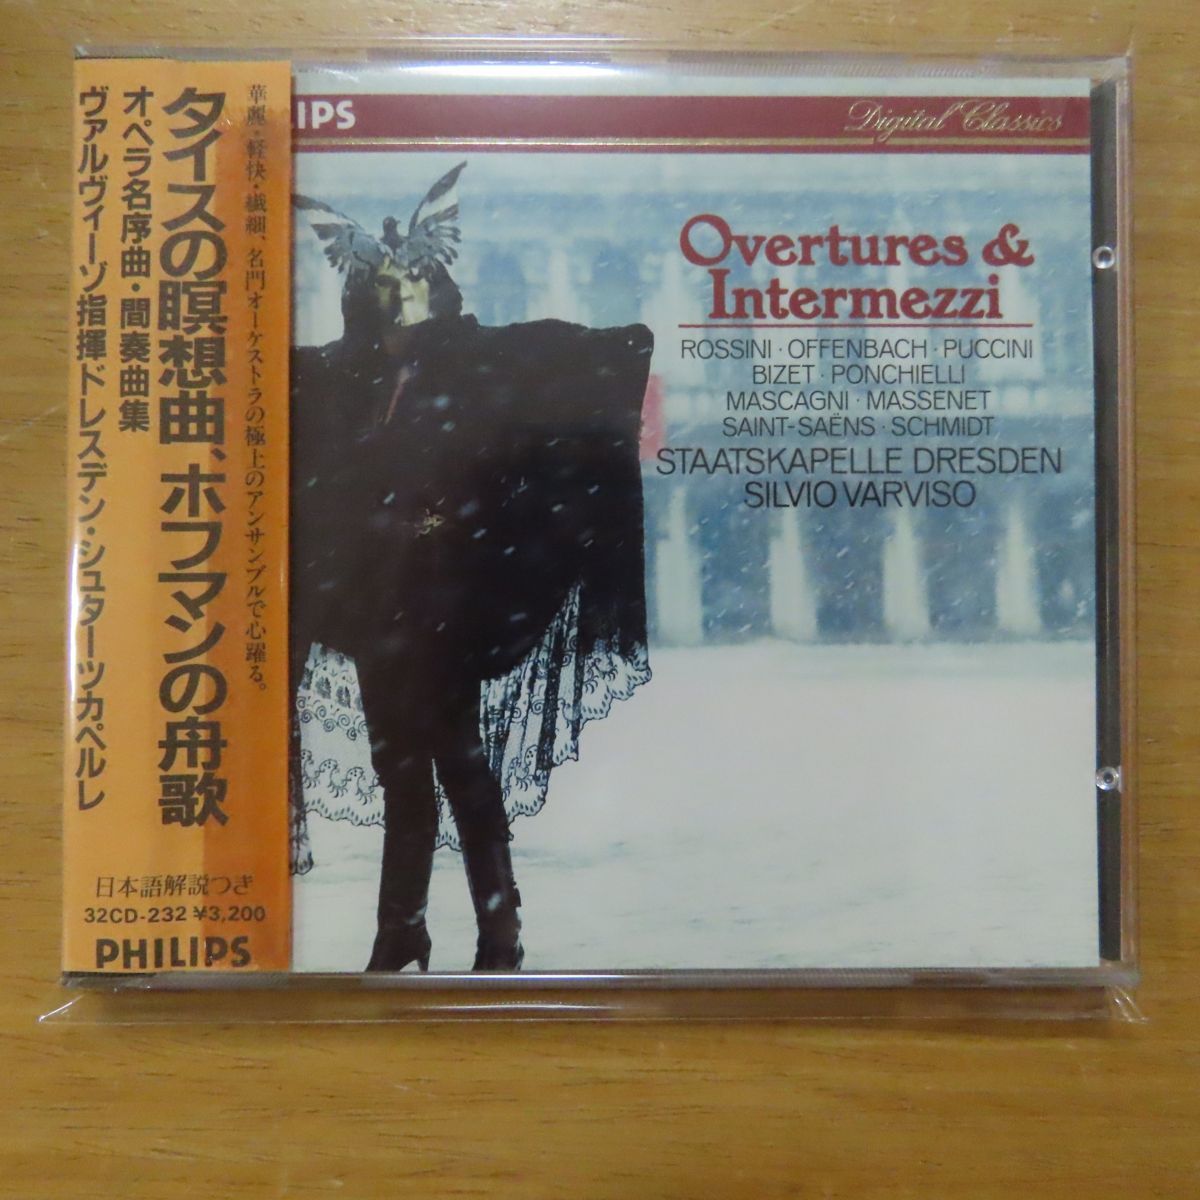 華麗・軽快・繊細、名門オーケストラの極上のアンサンブルで心躍る。
タイスの瞑想曲、ホフマンの舟歌
オペラ名序曲・間奏曲集
ヴァルヴィーゾ指揮ドレスデン・シュターツカペルレ
日本語解説つき
32CD-232 ¥3,200
PHILIPS
LIPS
Digital Classics
Overtures &
Intermezzi
ROSSINI · OFFENBACH · PUCCINI
BIZET · PONCHIELLI
MASCAGNI · MASSENET
SAINT-SAËNS · SCHMIDT
STAATSKAPELLE DRESDEN
SILVIO VARVISO